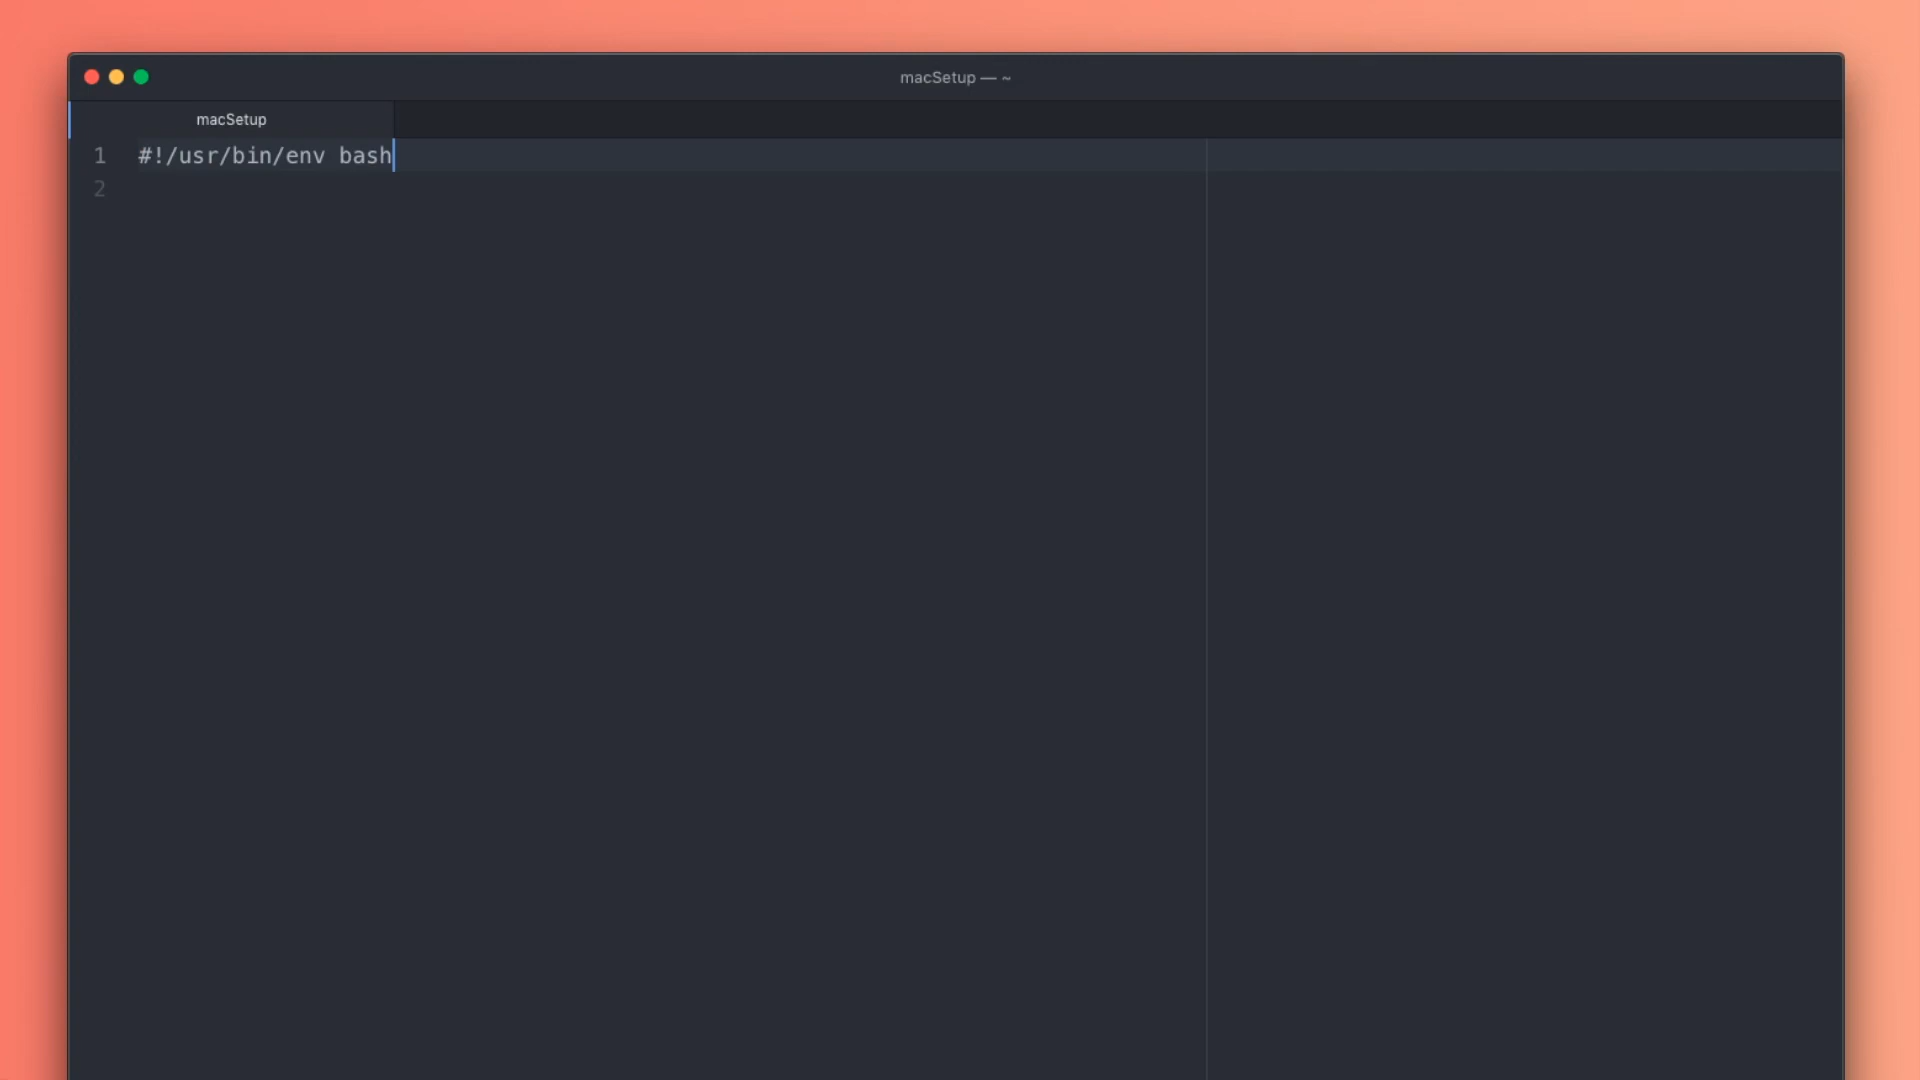 macSetup — ~
macSetup
1 #!/usr/bin/env bash
2